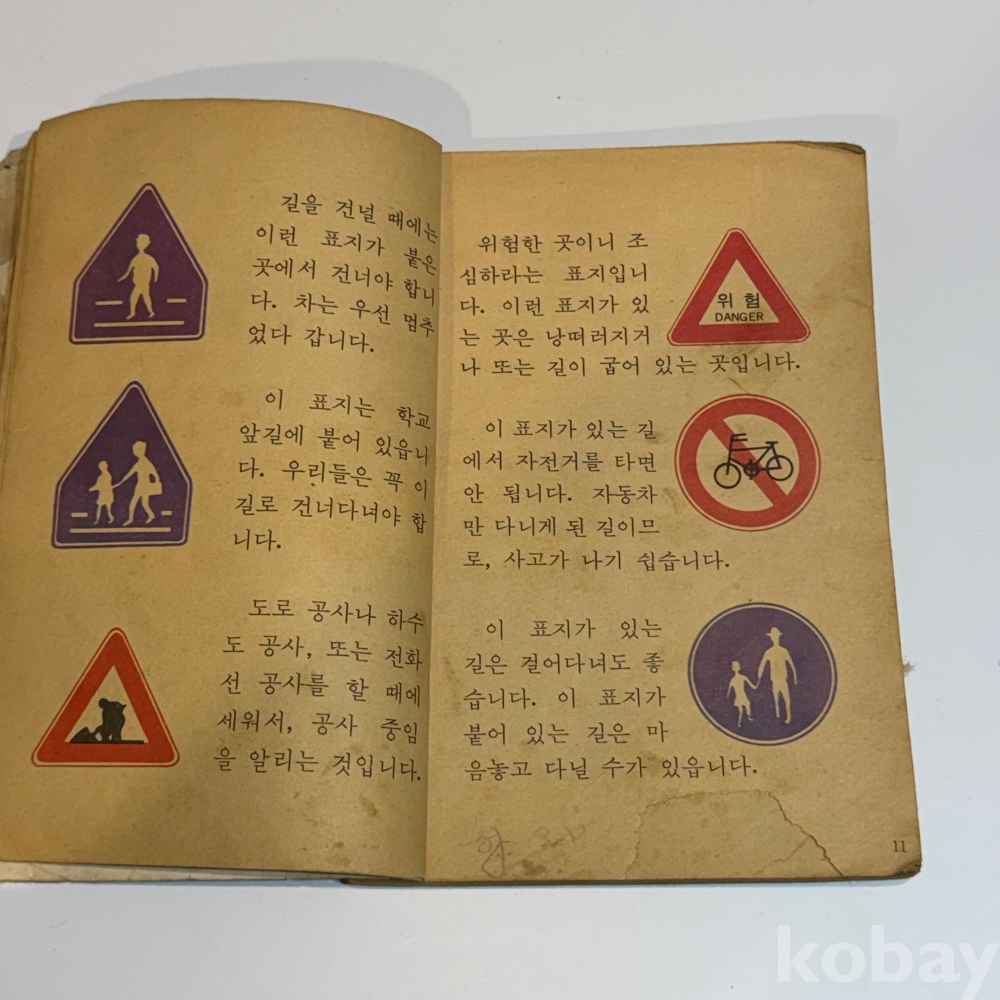 길을 건널 때에는
이런 표지가 붙은
곳에서 건너야 합니
다. 차는 우선 멈추
었다 갑니다.
이 표지는 학교
앞길에 붙어 있읍니
다. 우리들은 꼭 이
길로 건너다녀야 합
니다.
도로 공사나 하수
도 공사, 또는 전화
선 공사를 할 때에
세워서, 공사 중임
을 알리는 것입니다.
위험한 곳이니 조
심하라는 표지입니
다. 이런 표지가 있
는 곳은 낭떠러지거
나 또는 길이 굽어 있는 곳입니다.
위 험
DANGER
이 표지가 있는 길
에서 자전거를 타면
안 됩니다. 자동차
만 다니게 된 길이므
로, 사고가 나기 쉽습니다.
이 표지가 있는
길은 걸어다녀도 좋
습니다. 이 표지가
붙어 있는 길은 마
음놓고 다닐 수가 있읍니다.
11
kobay